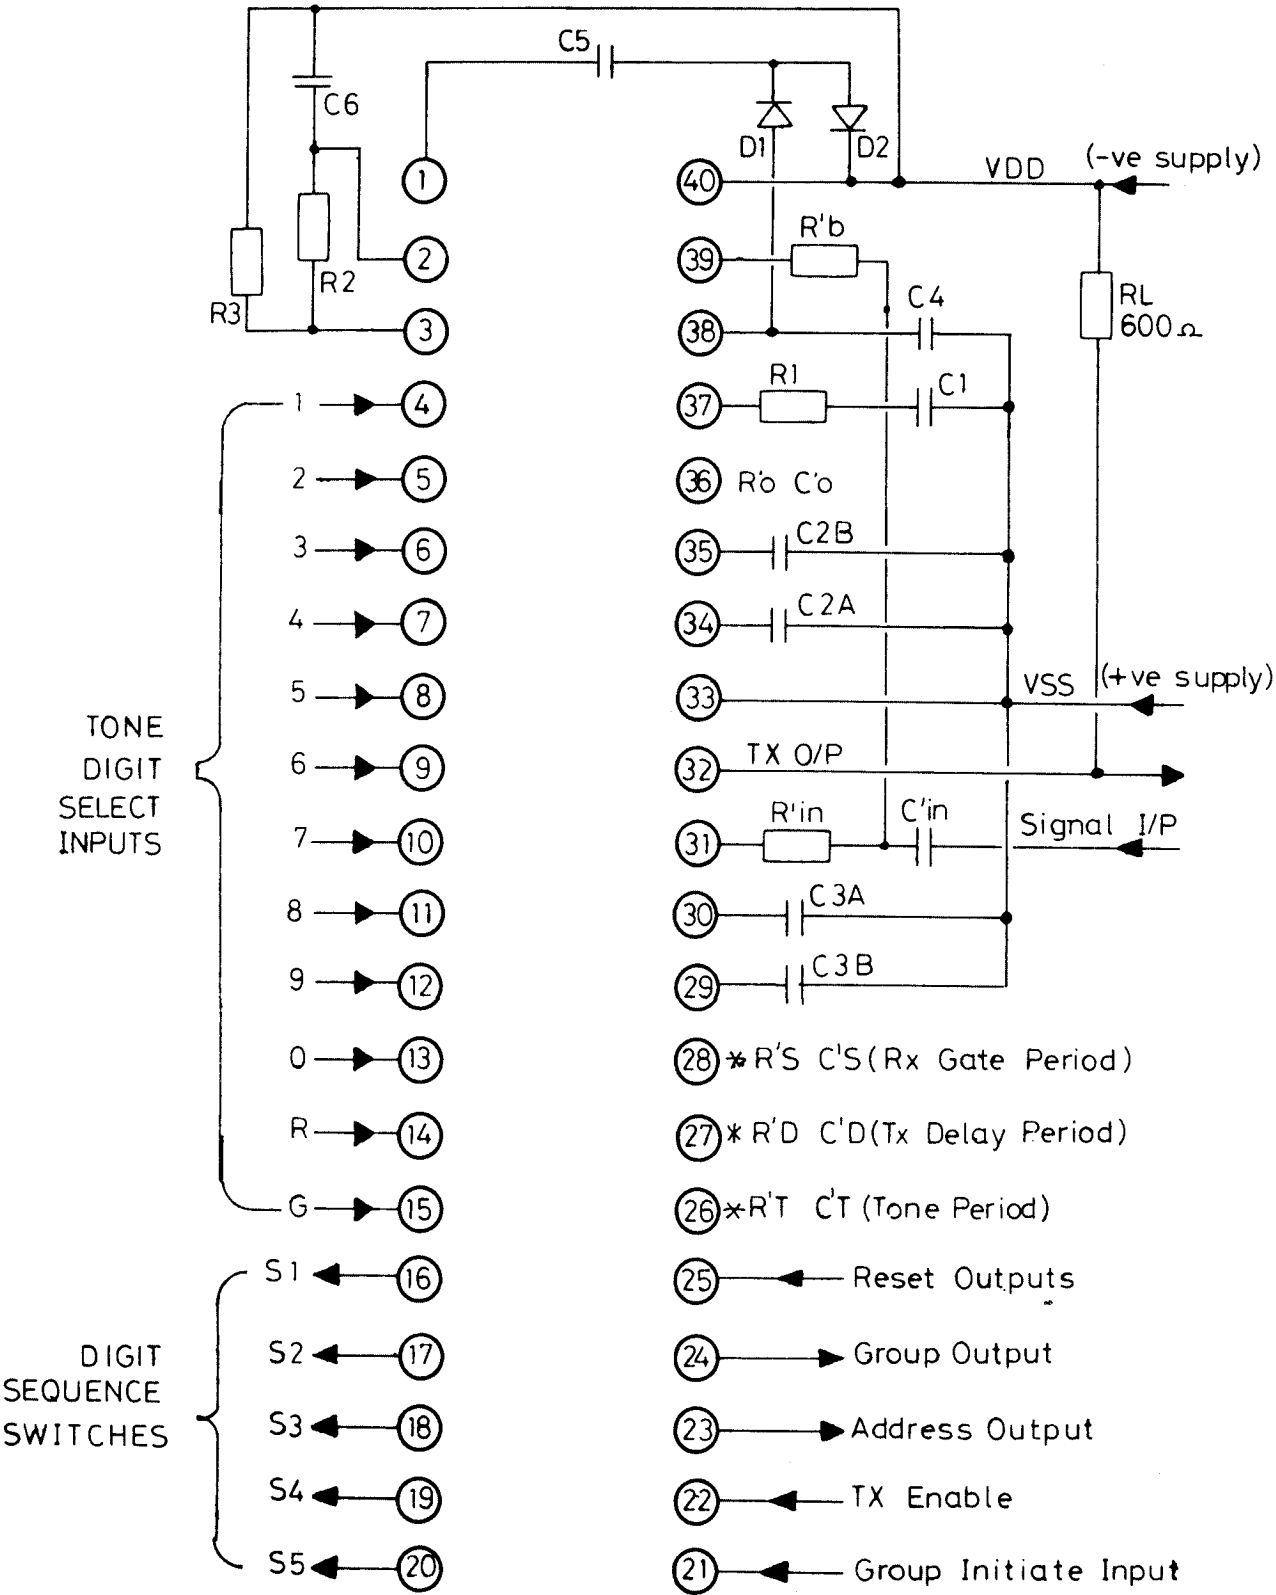 C5
C6
D1
D2
1
40
VDD
(-ve supply)
R'b
2
39
R2
C4
RL
600Ω
R3
3
38
R1
C1
1
4
37
2
5
36
R'o C'o
3
6
35
C2B
4
7
34
C2A
5
8
33
VSS
(+ve supply)
TONE
DIGIT
SELECT
INPUTS
6
9
32
TX O/P
7
10
31
R'in
C'in
Signal I/P
8
11
30
C3A
9
12
29
C3B
0
13
28
* R'S C'S (Rx Gate Period)
R
14
27
* R'D C'D (Tx Delay Period)
G
15
26
* R'T C'T (Tone Period)
S1
16
25
Reset Outputs
DIGIT
SEQUENCE
SWITCHES
S2
17
24
Group Output
S3
18
23
Address Output
S4
19
22
TX Enable
S5
20
21
Group Initiate Input